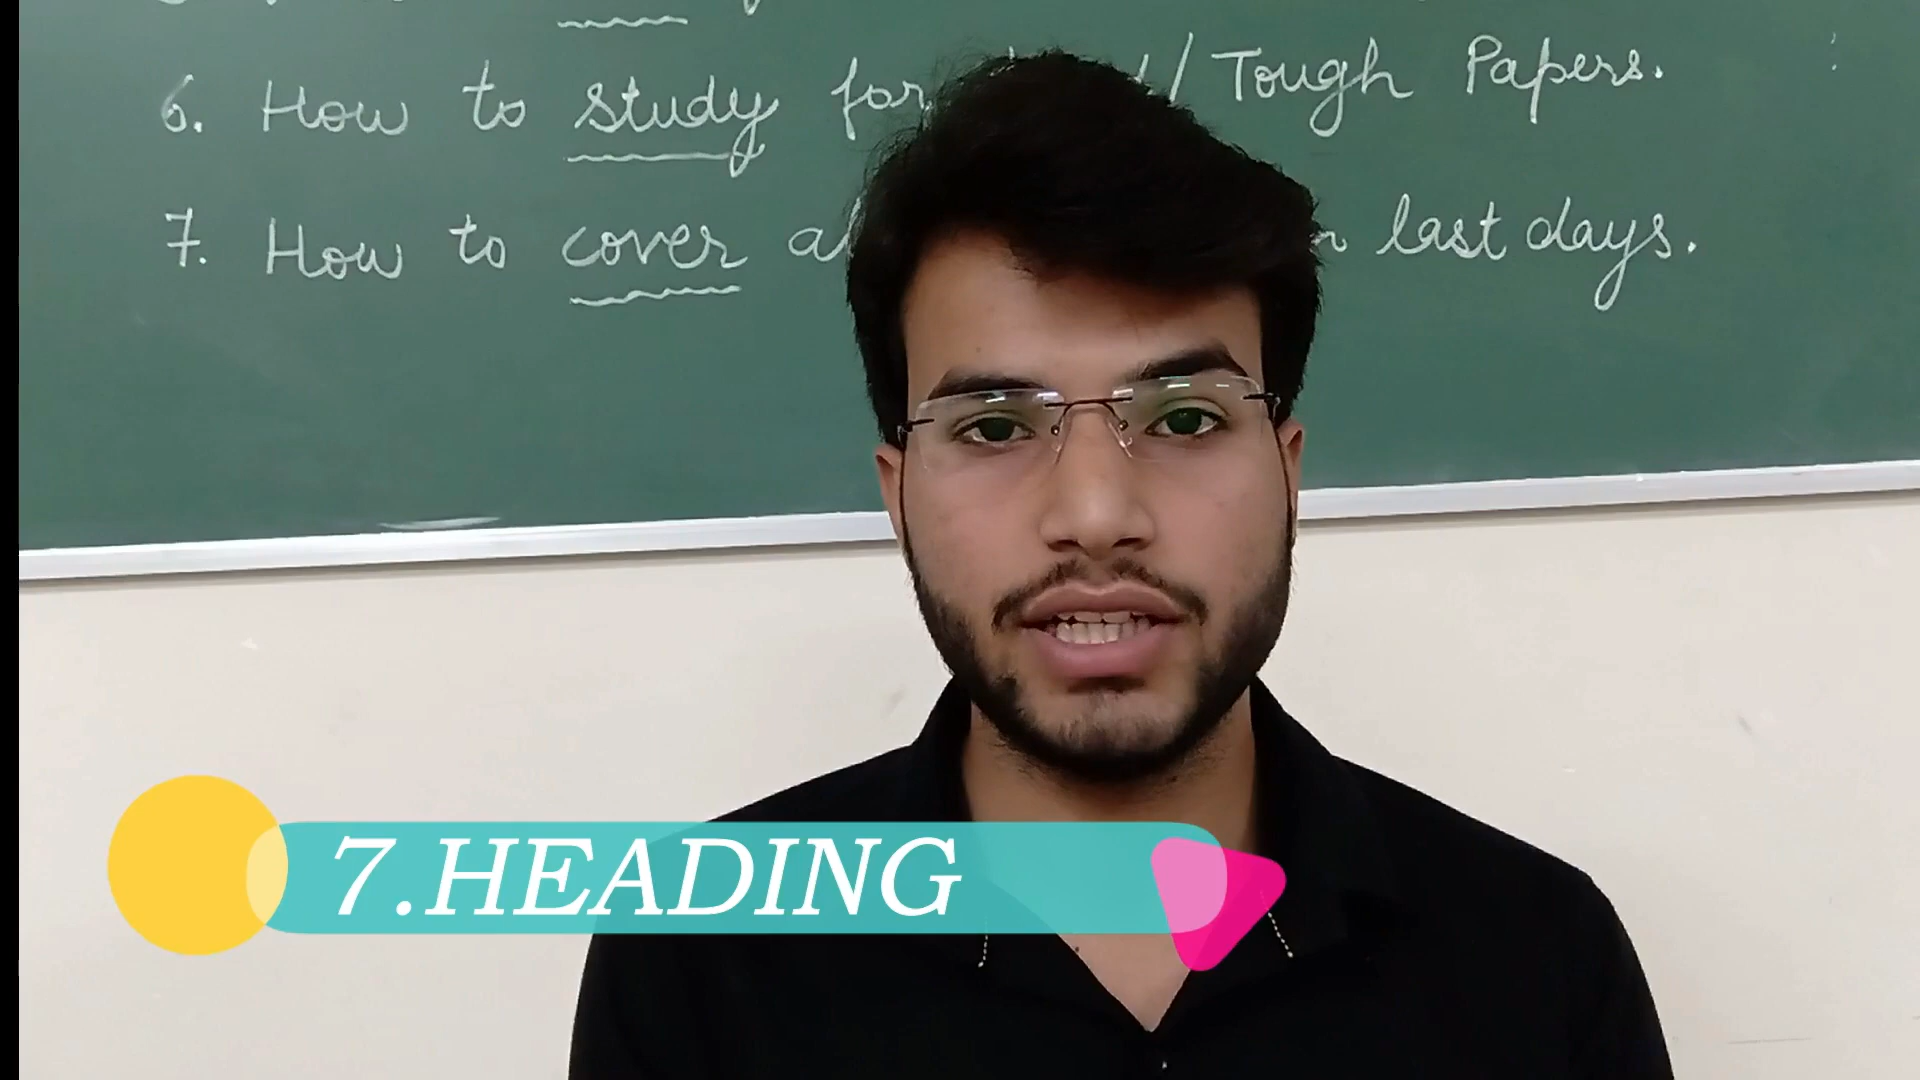 6. How to study for / Tough Papers.
7. How to cover last days.
7.HEADING